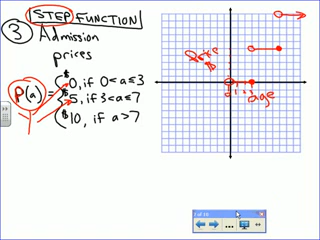 STEP FUNCTION
③ Admission
prices
P(a) = { $0, if 0<a≤3
y $5, if 3<a≤7
$10, if a>7
Price
$
age